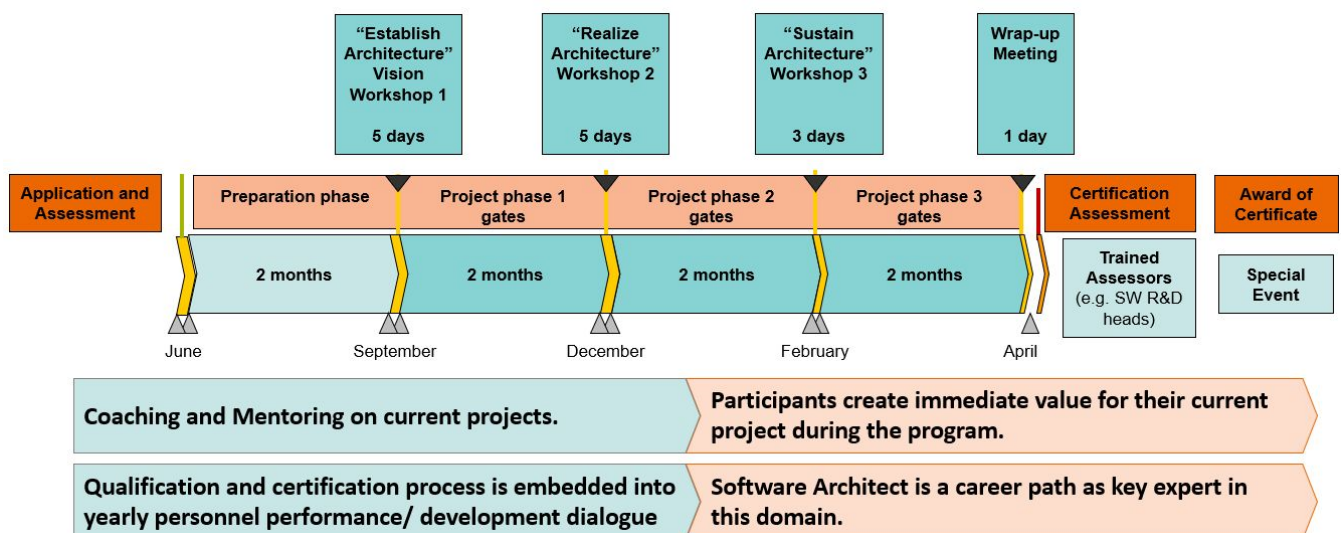 “Establish
Architecture”
Vision
Workshop 1
5 days
“Realize
Architecture”
Workshop 2
5 days
“Sustain
Architecture”
Workshop 3
3 days
Wrap-up
Meeting
1 day
Application and
Assessment
Preparation phase
Project phase 1
gates
Project phase 2
gates
Project phase 3
gates
Certification
Assessment
Award of
Certificate
2 months
2 months
2 months
2 months
Trained
Assessors
(e.g. SW R&D
heads)
Special
Event
June
September
December
February
April
Coaching and Mentoring on current projects.
Participants create immediate value for their current
project during the program.
Qualification and certification process is embedded into
yearly personnel performance/ development dialogue
Software Architect is a career path as key expert in
this domain.